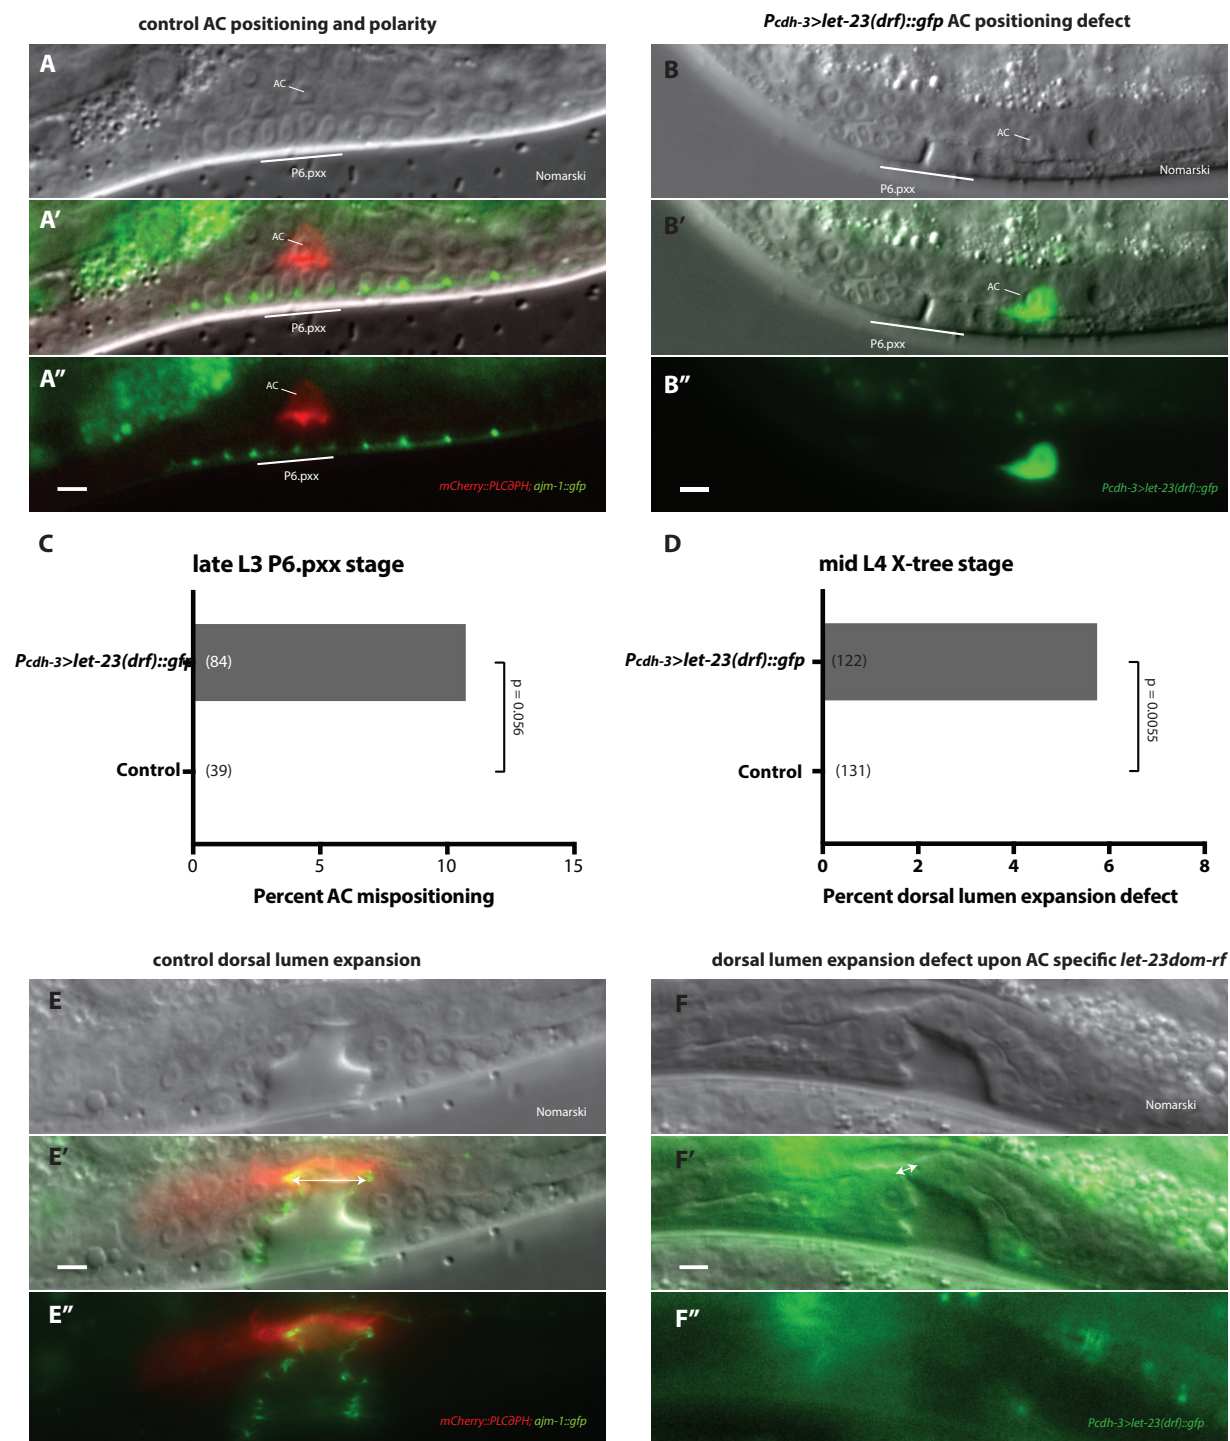 control AC positioning and polarity
Pcdh-3>let-23(drf)::gfp AC positioning defect
A
AC
P6.pxx
Nomarski
B
AC
P6.pxx
Nomarski
A′
AC
P6.pxx
B′
AC
P6.pxx
A″
AC
P6.pxx
mCherry::PLC∂PH; ajm-1::gfp
B″
Pcdh-3>let-23(drf)::gfp
C
late L3 P6.pxx stage
Pcdh-3>let-23(drf)::gfp
(84)
p = 0.056
Control
(39)
0 5 10 15
Percent AC mispositioning
D
mid L4 X-tree stage
Pcdh-3>let-23(drf)::gfp
(122)
p = 0.0055
Control
(131)
0 2 4 6 8
Percent dorsal lumen expansion defect
control dorsal lumen expansion
dorsal lumen expansion defect upon AC specific let-23dom-rf
E
Nomarski
F
Nomarski
E′
F′
E″
mCherry::PLC∂PH; ajm-1::gfp
F″
Pcdh-3>let-23(drf)::gfp